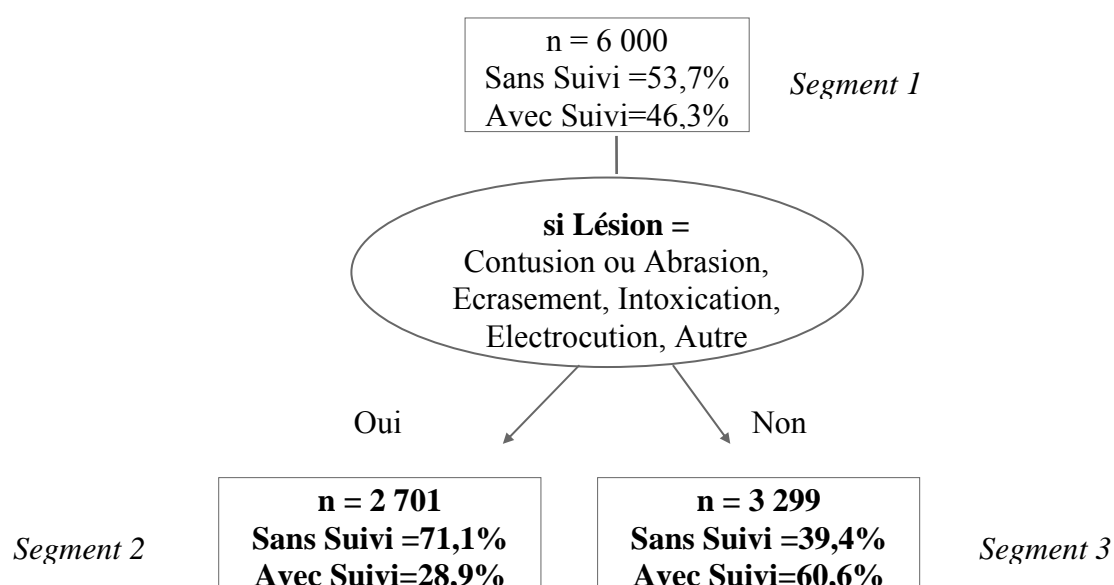 n = 6 000
Sans Suivi =53,7%
Avec Suivi=46,3%
Segment 1
si Lésion =
Contusion ou Abrasion,
Ecrasement, Intoxication,
Electrocution, Autre
Oui
Non
n = 2 701
Sans Suivi =71,1%
Avec Suivi=28,9%
Segment 2
n = 3 299
Sans Suivi =39,4%
Avec Suivi=60,6%
Segment 3